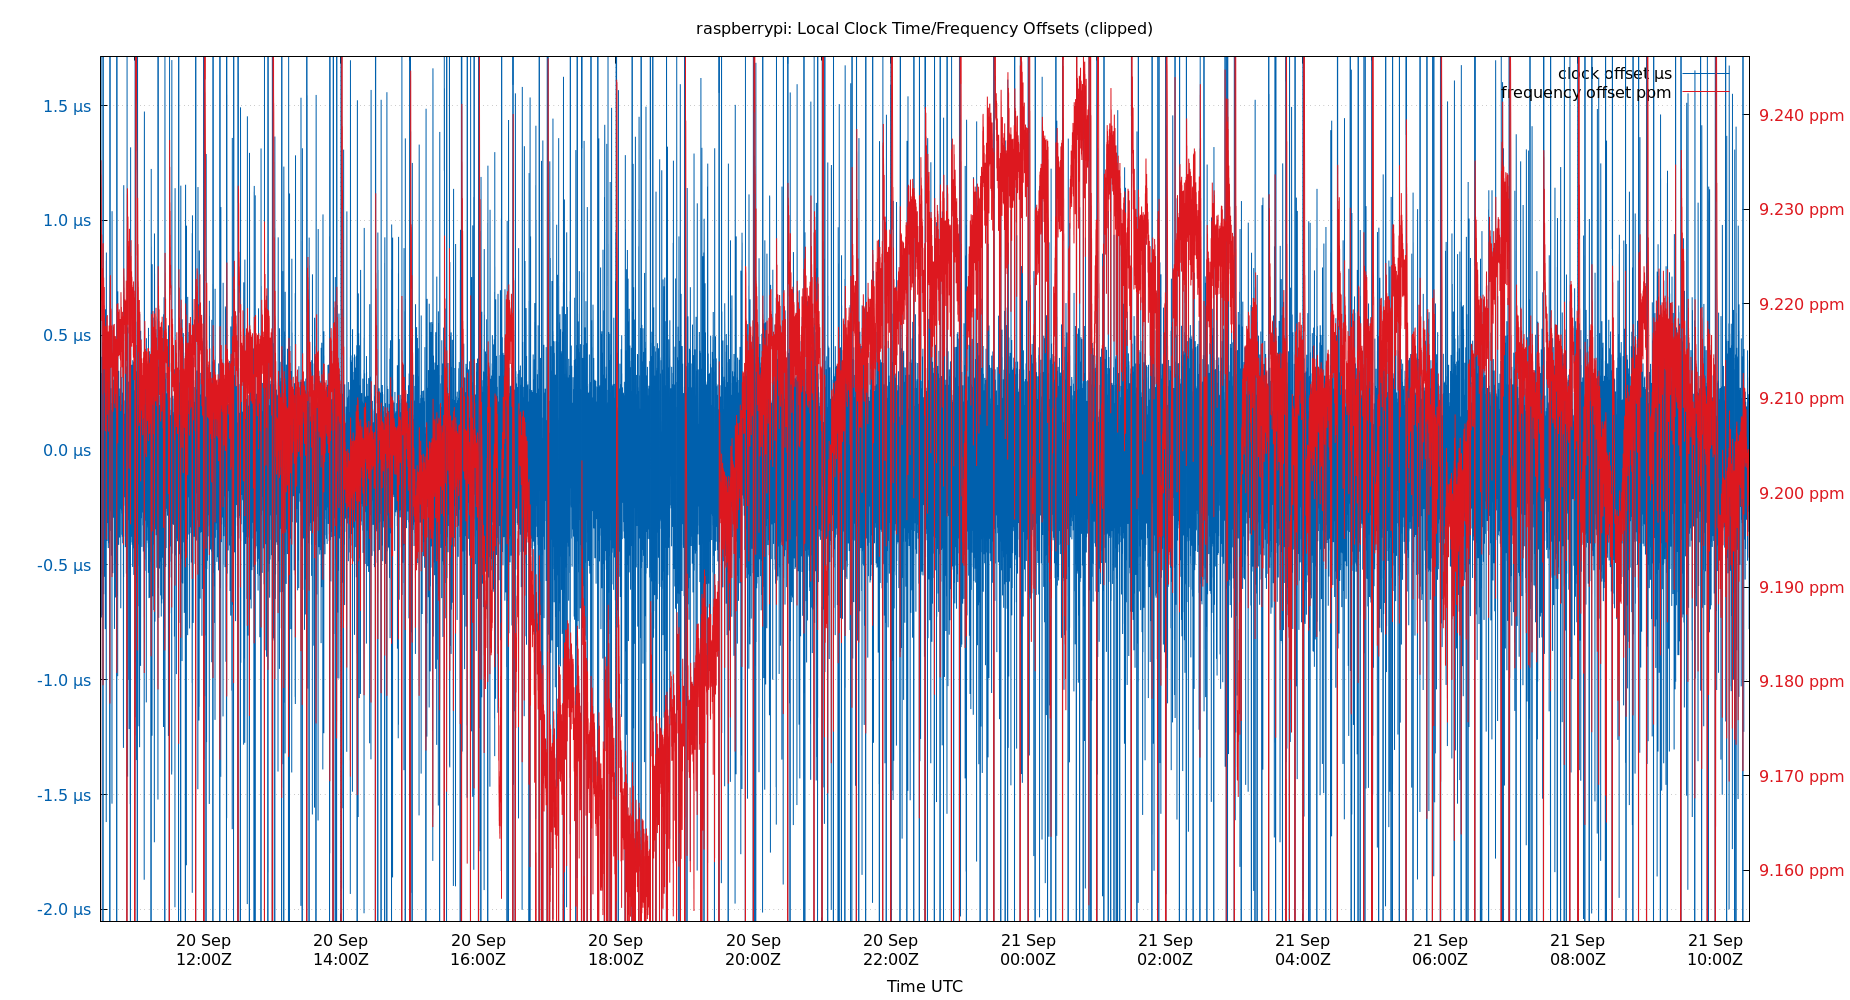 raspberrypi: Local Clock Time/Frequency Offsets (clipped)
clock offset µs
frequency offset ppm
1.5 µs
1.0 µs
0.5 µs
0.0 µs
-0.5 µs
-1.0 µs
-1.5 µs
-2.0 µs
9.240 ppm
9.230 ppm
9.220 ppm
9.210 ppm
9.200 ppm
9.190 ppm
9.180 ppm
9.170 ppm
9.160 ppm
20 Sep 20 Sep 20 Sep 20 Sep 20 Sep 20 Sep 21 Sep 21 Sep 21 Sep 21 Sep 21 Sep 21 Sep
12:00Z 14:00Z 16:00Z 18:00Z 20:00Z 22:00Z 00:00Z 02:00Z 04:00Z 06:00Z 08:00Z 10:00Z
Time UTC